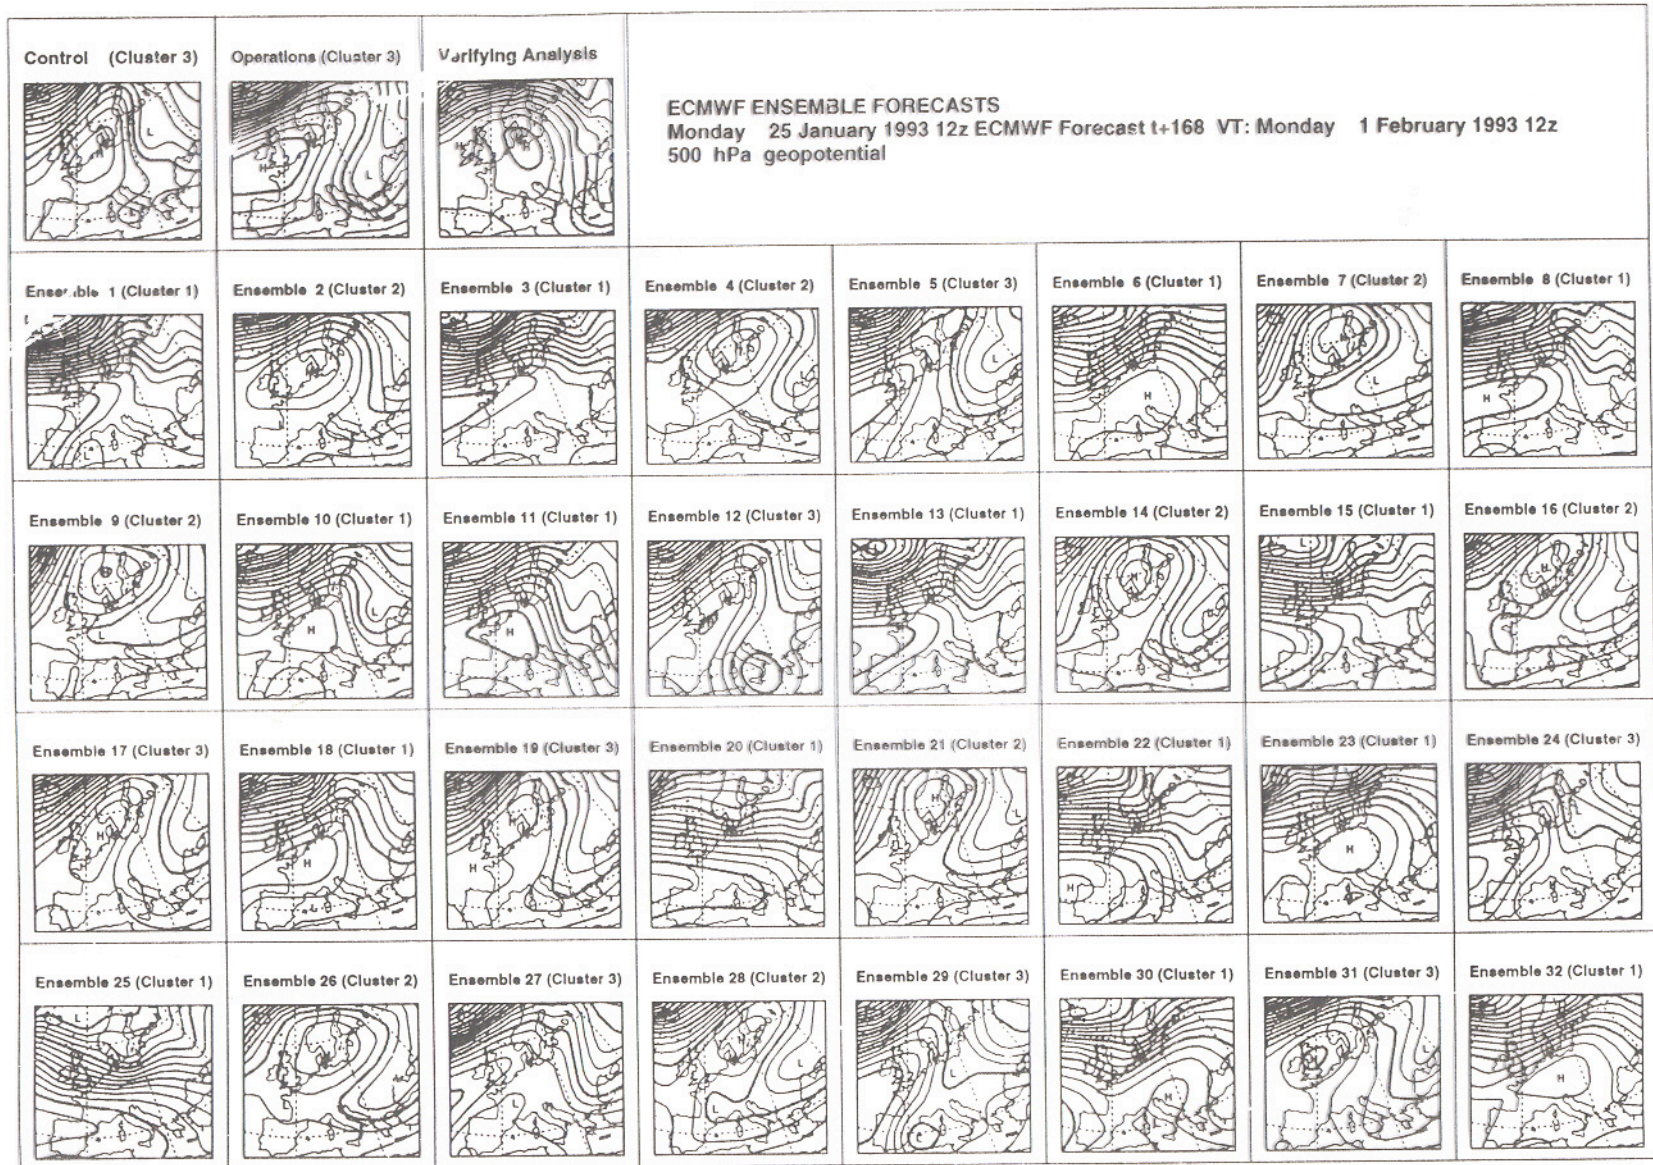 Control (Cluster 3)
Operations (Cluster 3)
Verifying Analysis
ECMWF ENSEMBLE FORECASTS
Monday 25 January 1993 12z ECMWF Forecast t+168 VT: Monday 1 February 1993 12z
500 hPa geopotential
Ensemble 1 (Cluster 1)
Ensemble 2 (Cluster 2)
Ensemble 3 (Cluster 1)
Ensemble 4 (Cluster 2)
Ensemble 5 (Cluster 3)
Ensemble 6 (Cluster 1)
Ensemble 7 (Cluster 2)
Ensemble 8 (Cluster 1)
Ensemble 9 (Cluster 2)
Ensemble 10 (Cluster 1)
Ensemble 11 (Cluster 1)
Ensemble 12 (Cluster 3)
Ensemble 13 (Cluster 1)
Ensemble 14 (Cluster 2)
Ensemble 15 (Cluster 1)
Ensemble 16 (Cluster 2)
Ensemble 17 (Cluster 3)
Ensemble 18 (Cluster 1)
Ensemble 19 (Cluster 3)
Ensemble 20 (Cluster 1)
Ensemble 21 (Cluster 2)
Ensemble 22 (Cluster 1)
Ensemble 23 (Cluster 1)
Ensemble 24 (Cluster 3)
Ensemble 25 (Cluster 1)
Ensemble 26 (Cluster 2)
Ensemble 27 (Cluster 3)
Ensemble 28 (Cluster 2)
Ensemble 29 (Cluster 3)
Ensemble 30 (Cluster 1)
Ensemble 31 (Cluster 3)
Ensemble 32 (Cluster 1)